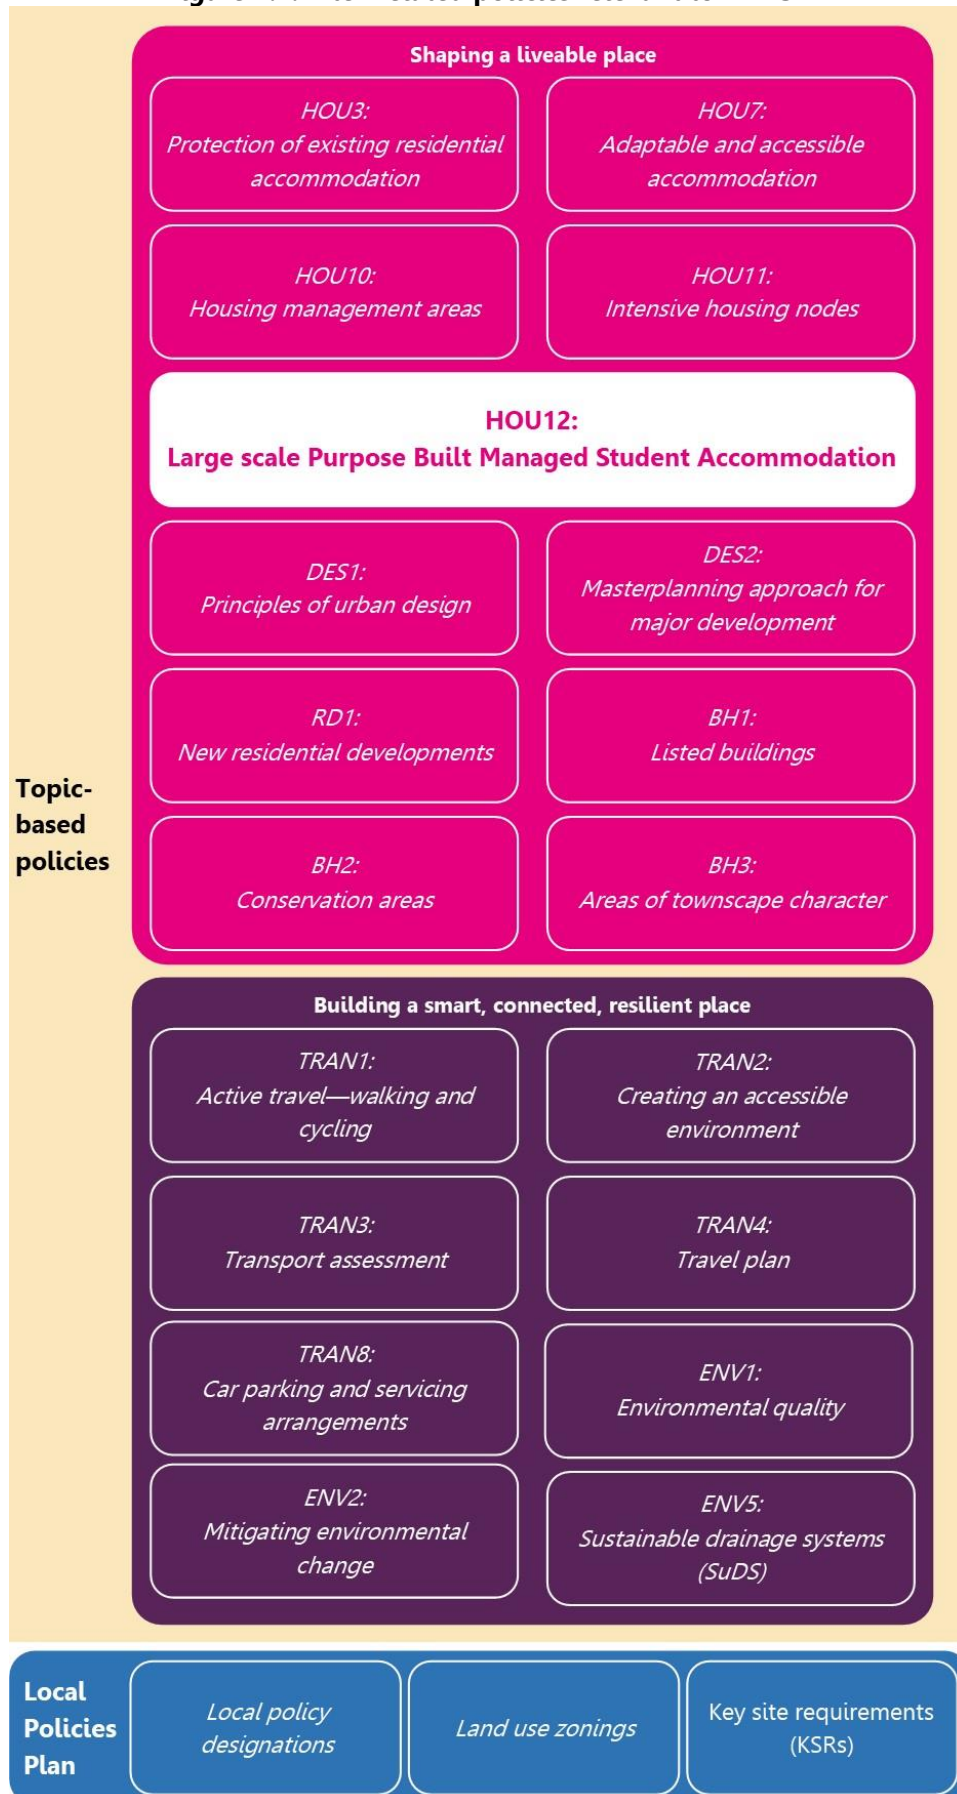 Shaping a liveable place
HOU3:
Protection of existing residential
accommodation
HOU7:
Adaptable and accessible
accommodation
HOU10:
Housing management areas
HOU11:
Intensive housing nodes
HOU12:
Large scale Purpose Built Managed Student Accommodation
DES1:
Principles of urban design
DES2:
Masterplanning approach for
major development
RD1:
New residential developments
BH1:
Listed buildings
Topic-
based
policies
BH2:
Conservation areas
BH3:
Areas of townscape character
Building a smart, connected, resilient place
TRAN1:
Active travel—walking and
cycling
TRAN2:
Creating an accessible
environment
TRAN3:
Transport assessment
TRAN4:
Travel plan
TRAN8:
Car parking and servicing
arrangements
ENV1:
Environmental quality
ENV2:
Mitigating environmental
change
ENV5:
Sustainable drainage systems
(SuDS)
Local
Policies
Plan
Local policy
designations
Land use zonings
Key site requirements
(KSRs)